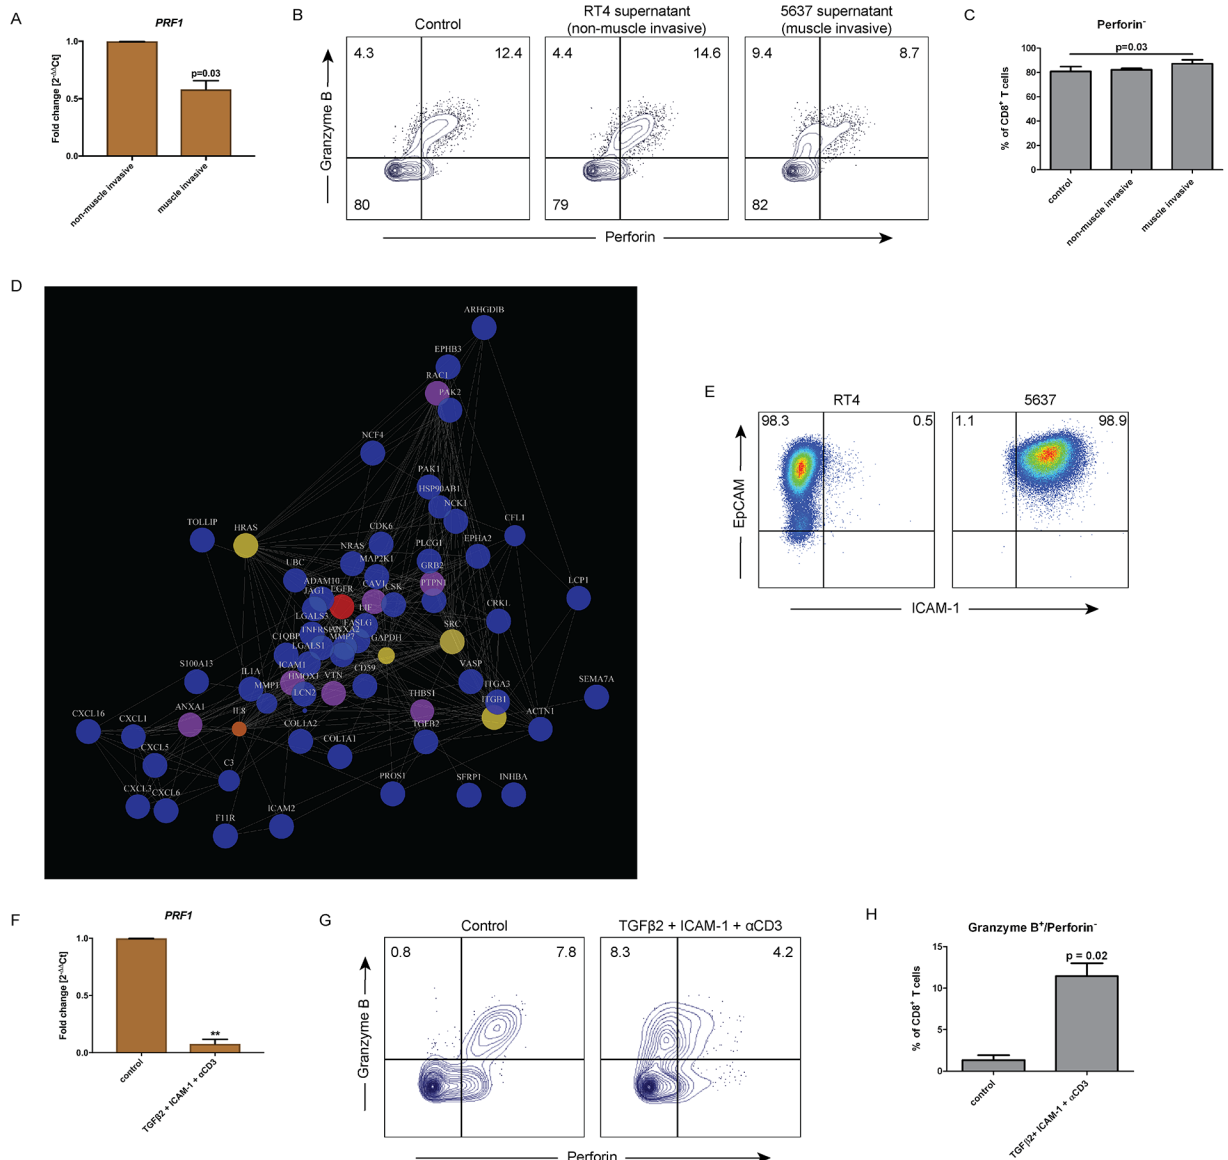 A
PRF1
Fold change [2^-ΔΔCt]
1.0
0.5
0.0
p=0.03
non-muscle invasive
muscle invasive
B
Control
RT4 supernatant
(non-muscle invasive)
5637 supernatant
(muscle invasive)
4.3
12.4
80
4.4
14.6
79
9.4
8.7
82
Granzyme B
Perforin
C
Perforin⁻
p=0.03
% of CD8⁺ T cells
100
80
60
40
20
0
control
non-muscle invasive
muscle invasive
D
ARHGDIB
EPHB3
RAC1
PAK2
NCF4
PAK1
HSP90AB1
NCK1
TOLLIP
HRAS
CDK6
CFL1
NRAS
MAP2K1
PLCG1
EPHA2
UBC
GRB2
ADAM10
EGFR
CAV1
CSK
PTPN1
LCP1
JAG1
LIF
LGALS3
FASLG
CRKL
ANXA2
C1QBP
MMP7
GAPDH
SRC
LGALS1
S100A13
IL1A
ICAM1
CD59
VASP
HMOX1
VTN
ITGA3
SEMA7A
MMP1
LCN2
THBS1
ITGB1
CXCL16
CXCL1
ANXA1
IL8
COL1A2
TGFB2
ACTN1
CXCL5
COL1A1
C3
CXCL3
CXCL6
PROS1
SFRP1
INHBA
F11R
ICAM2
E
RT4
5637
98.3
0.5
1.1
98.9
EpCAM
ICAM-1
F
PRF1
Fold change [2^-ΔΔCt]
1.0
0.5
0.0
**
control
TGFβ2 + ICAM-1 + αCD3
G
Control
TGFβ2 + ICAM-1 + αCD3
0.8
7.8
8.3
4.2
Granzyme B
Perforin
H
Granzyme B⁺/Perforin⁻
p = 0.02
% of CD8⁺ T cells
15
10
5
0
control
TGFβ2+ ICAM-1 + αCD3